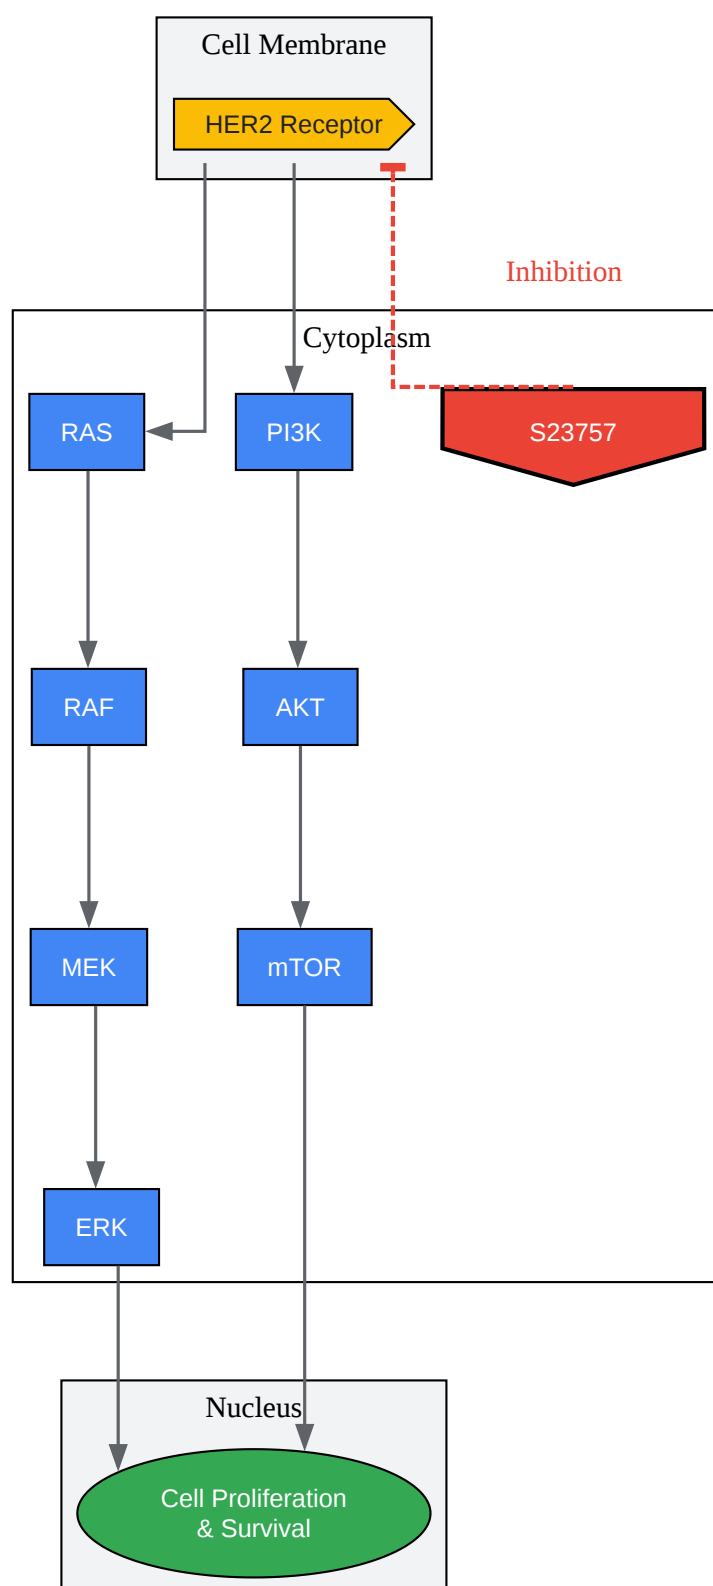 Cell Membrane
HER2 Receptor
Inhibition
Cytoplasm
RAS
PI3K
S23757
RAF
AKT
MEK
mTOR
ERK
Nucleus
Cell Proliferation
& Survival